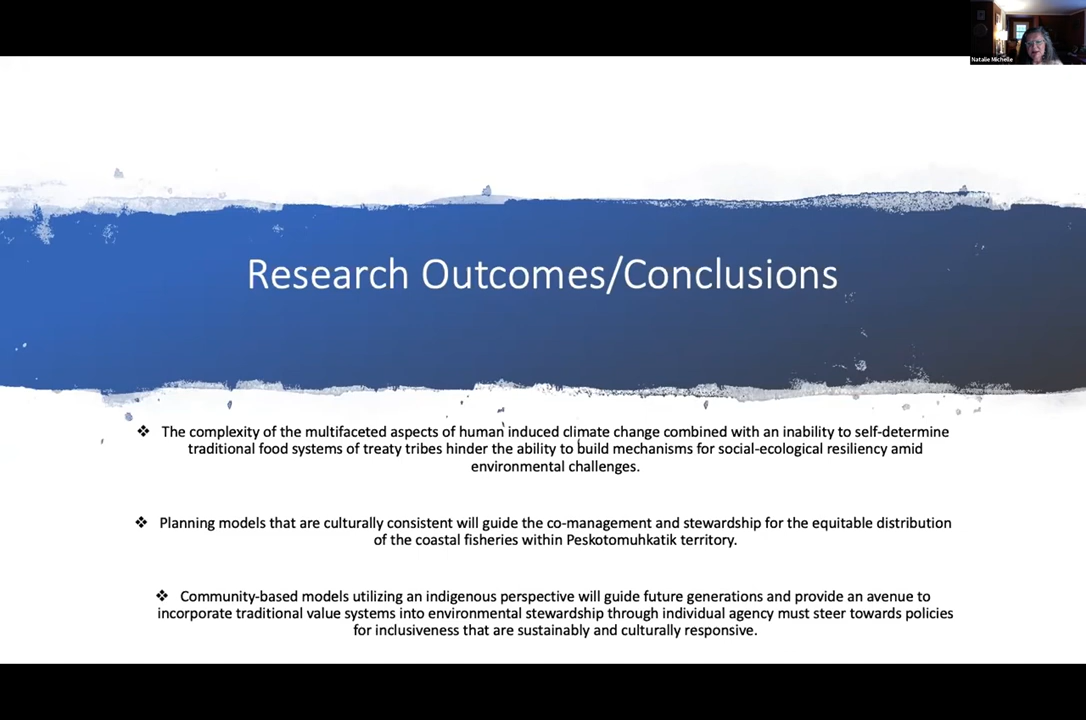 Natalie Michelle
Research Outcomes/Conclusions
❖ The complexity of the multifaceted aspects of human induced climate change combined with an inability to self-determine
traditional food systems of treaty tribes hinder the ability to build mechanisms for social-ecological resiliency amid
environmental challenges.
❖ Planning models that are culturally consistent will guide the co-management and stewardship for the equitable distribution
of the coastal fisheries within Peskotomuhkatik territory.
❖ Community-based models utilizing an indigenous perspective will guide future generations and provide an avenue to
incorporate traditional value systems into environmental stewardship through individual agency must steer towards policies
for inclusiveness that are sustainably and culturally responsive.